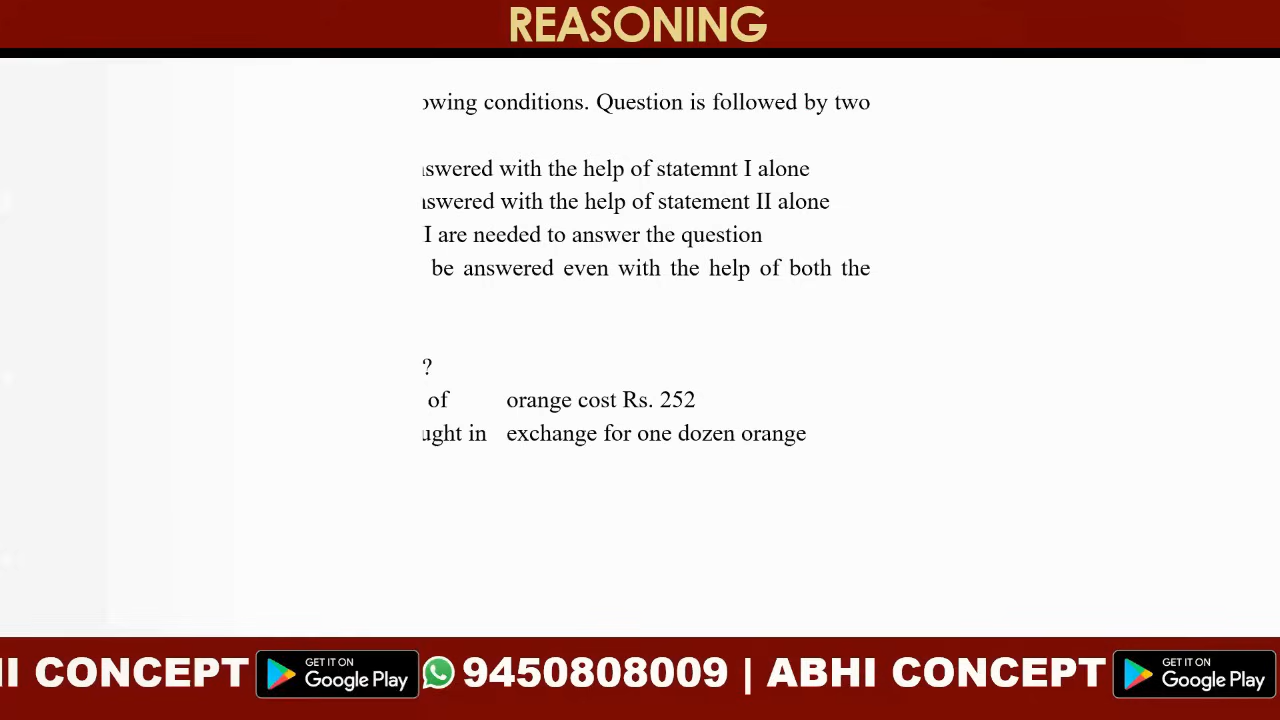 REASONING
owing conditions. Question is followed by two
swered with the help of statemnt I alone
swered with the help of statement II alone
I are needed to answer the question
be answered even with the help of both the
?
of orange cost Rs. 252
ught in exchange for one dozen orange
HI CONCEPT GET IT ON Google Play 9450808009 | ABHI CONCEPT GET IT ON Google Play